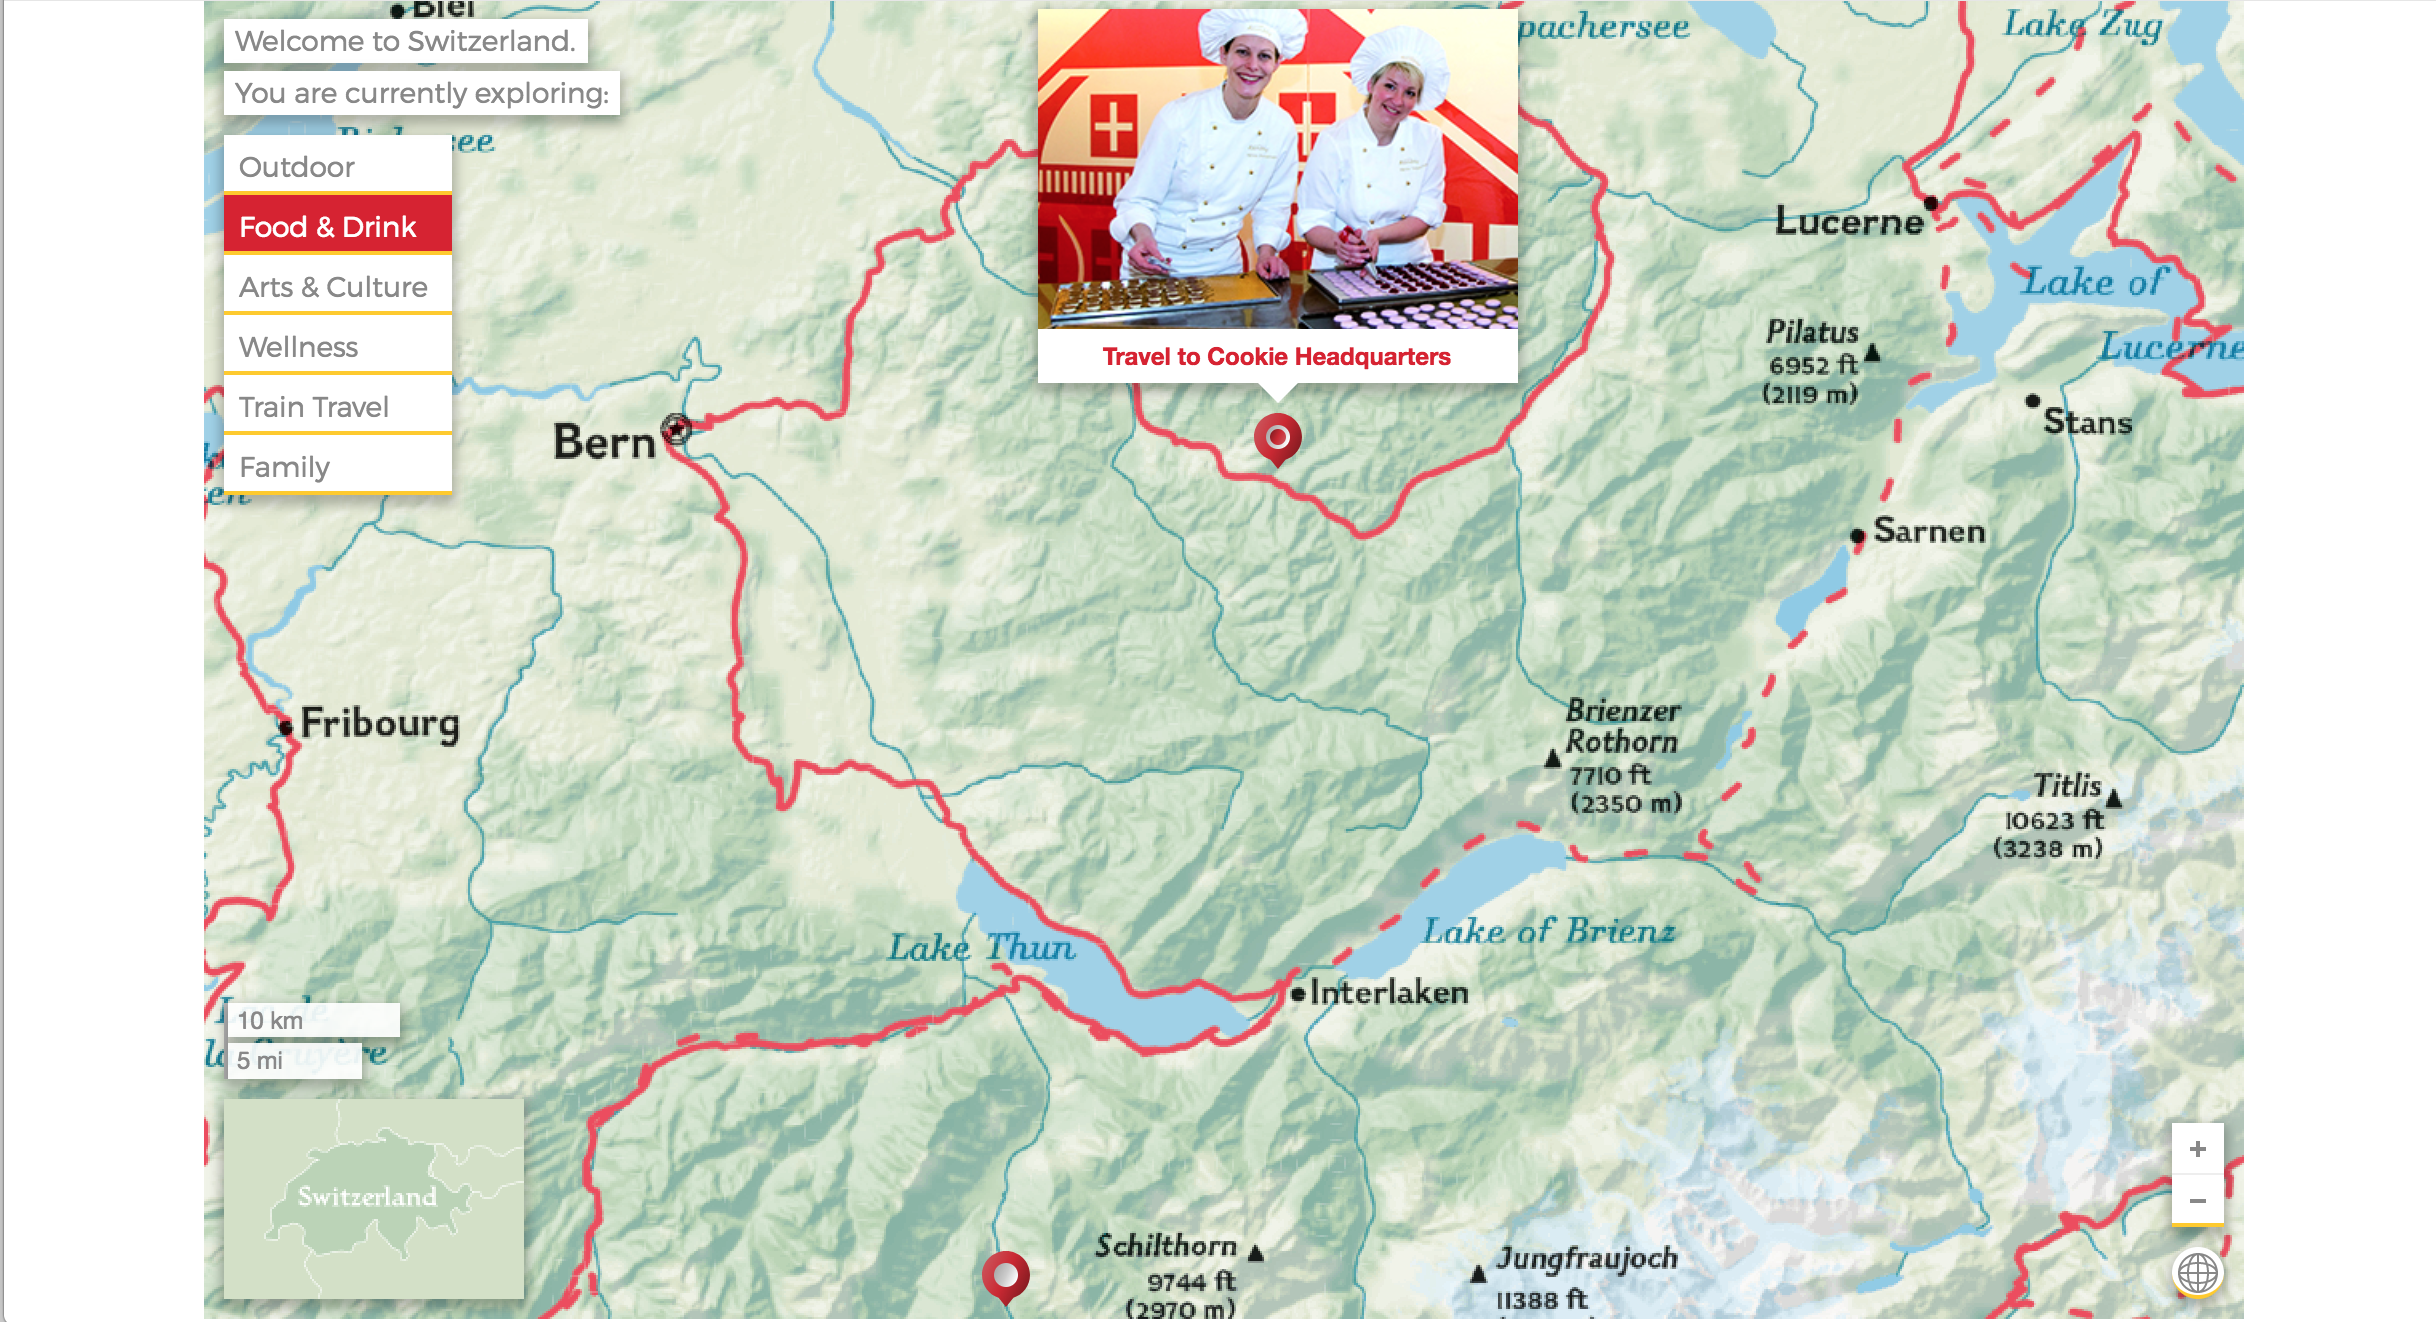 Biel
Welcome to Switzerland.
You are currently exploring:
Outdoor
Food & Drink
Arts & Culture
Wellness
Train Travel
Family
Travel to Cookie Headquarters
Lake Zug
Lucerne
Lake of
Lucerne
Pilatus
6952 ft
(2119 m)
Stans
Bern
Sarnen
Fribourg
Brienzer
Rothorn
7710 ft
(2350 m)
Titlis
10623 ft
(3238 m)
Lake Thun
Lake of Brienz
Interlaken
10 km
5 mi
Switzerland
Schilthorn
9744 ft
(2970 m)
Jungfraujoch
11388 ft
+
−